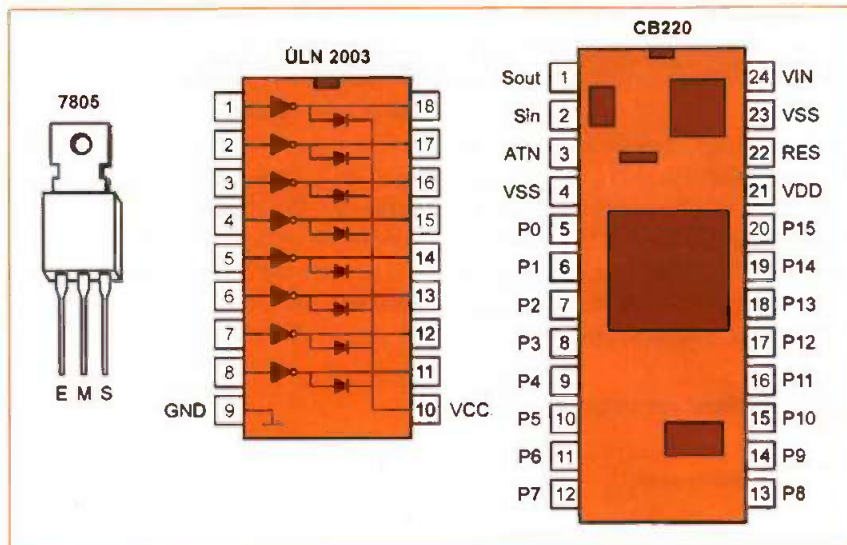 7805
E M S
ÜLN 2003
1 18
2 17
3 16
4 15
5 14
6 13
7 12
8 11
GND 9 10 VCC
CB220
Sout 1 24 VIN
Sin 2 23 VSS
ATN 3 22 RES
VSS 4 21 VDD
P0 5 20 P15
P1 6 19 P14
P2 7 18 P13
P3 8 17 P12
P4 9 16 P11
P5 10 15 P10
P6 11 14 P9
P7 12 13 P8